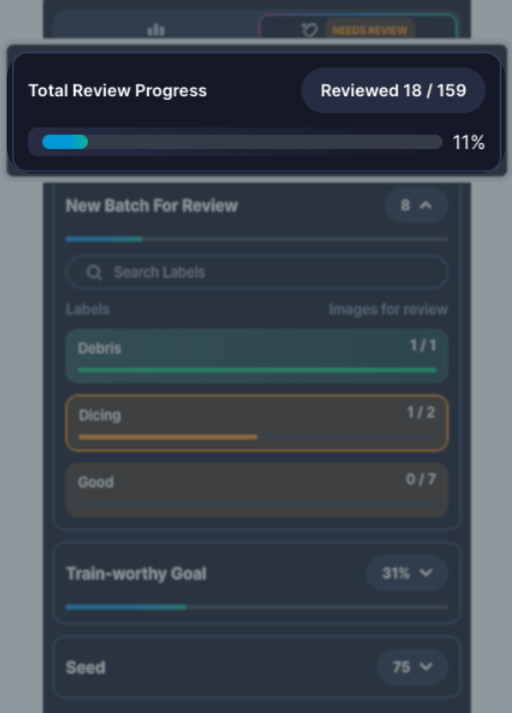 NEEDS REVIEW
Total Review Progress
Reviewed 18 / 159
11%
New Batch For Review
8
Search Labels
Labels
Images for review
Debris
1 / 1
Dicing
1 / 2
Good
0 / 7
Train-worthy Goal
31%
Seed
75